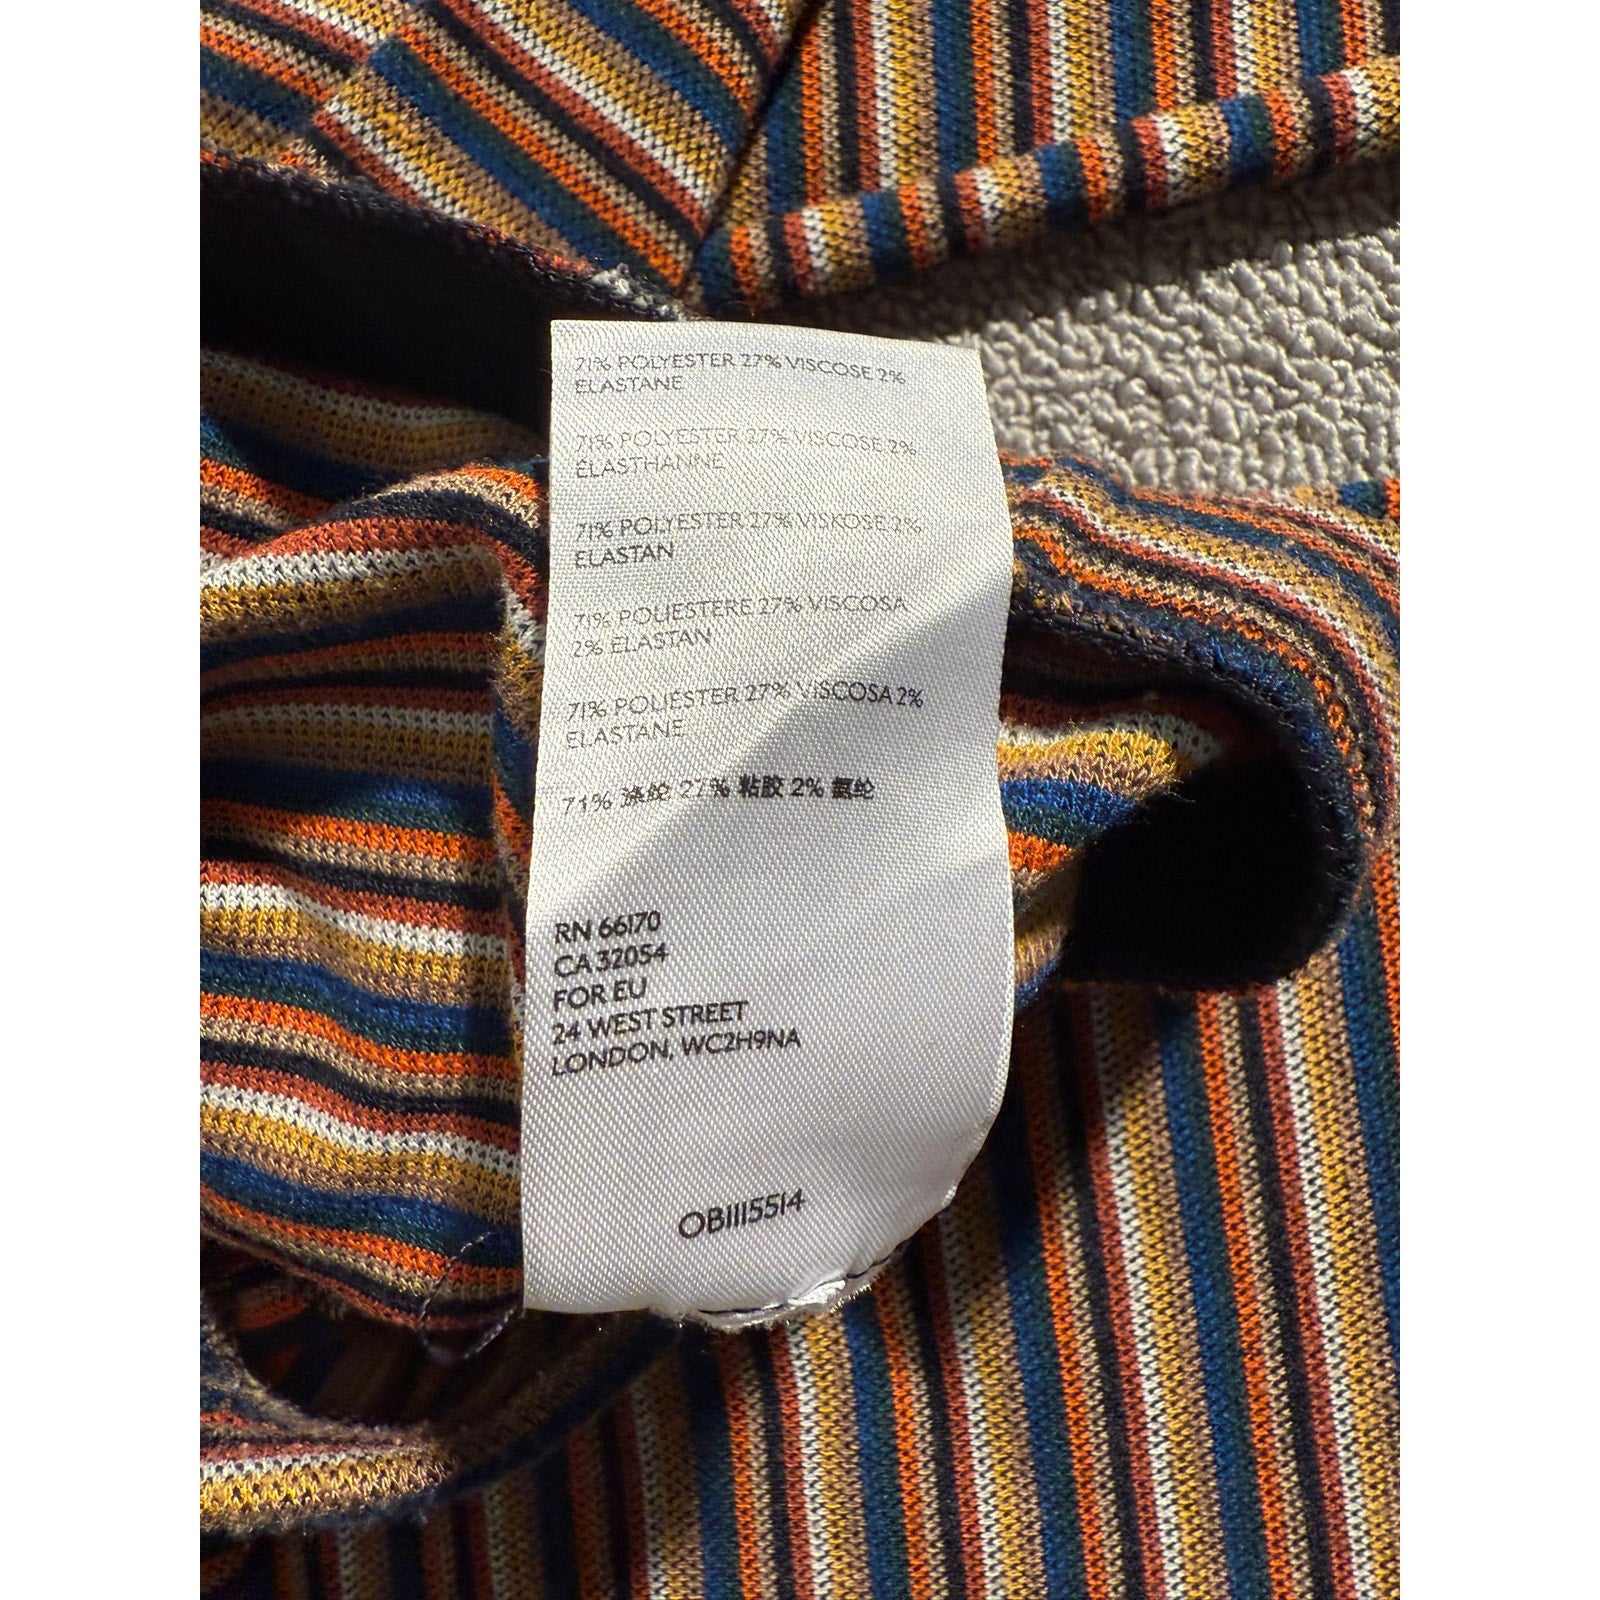 71% POLYESTER 27% VISCOSE 2%
ELASTANE
71% POLYESTER 27% VISCOSE 2%
ELASTHANNE
71% POLYESTER 27% VISKOSE 2%
ELASTAN
71% POLIESTERE 27% VISCOSA
2% ELASTAN
71% POLIESTER 27% VISCOSA 2%
ELASTANE
71% 涤纶 27% 粘胶 2% 氨纶
RN 66170
CA 32054
FOR EU
24 WEST STREET
LONDON, WC2H9NA
OB1115514